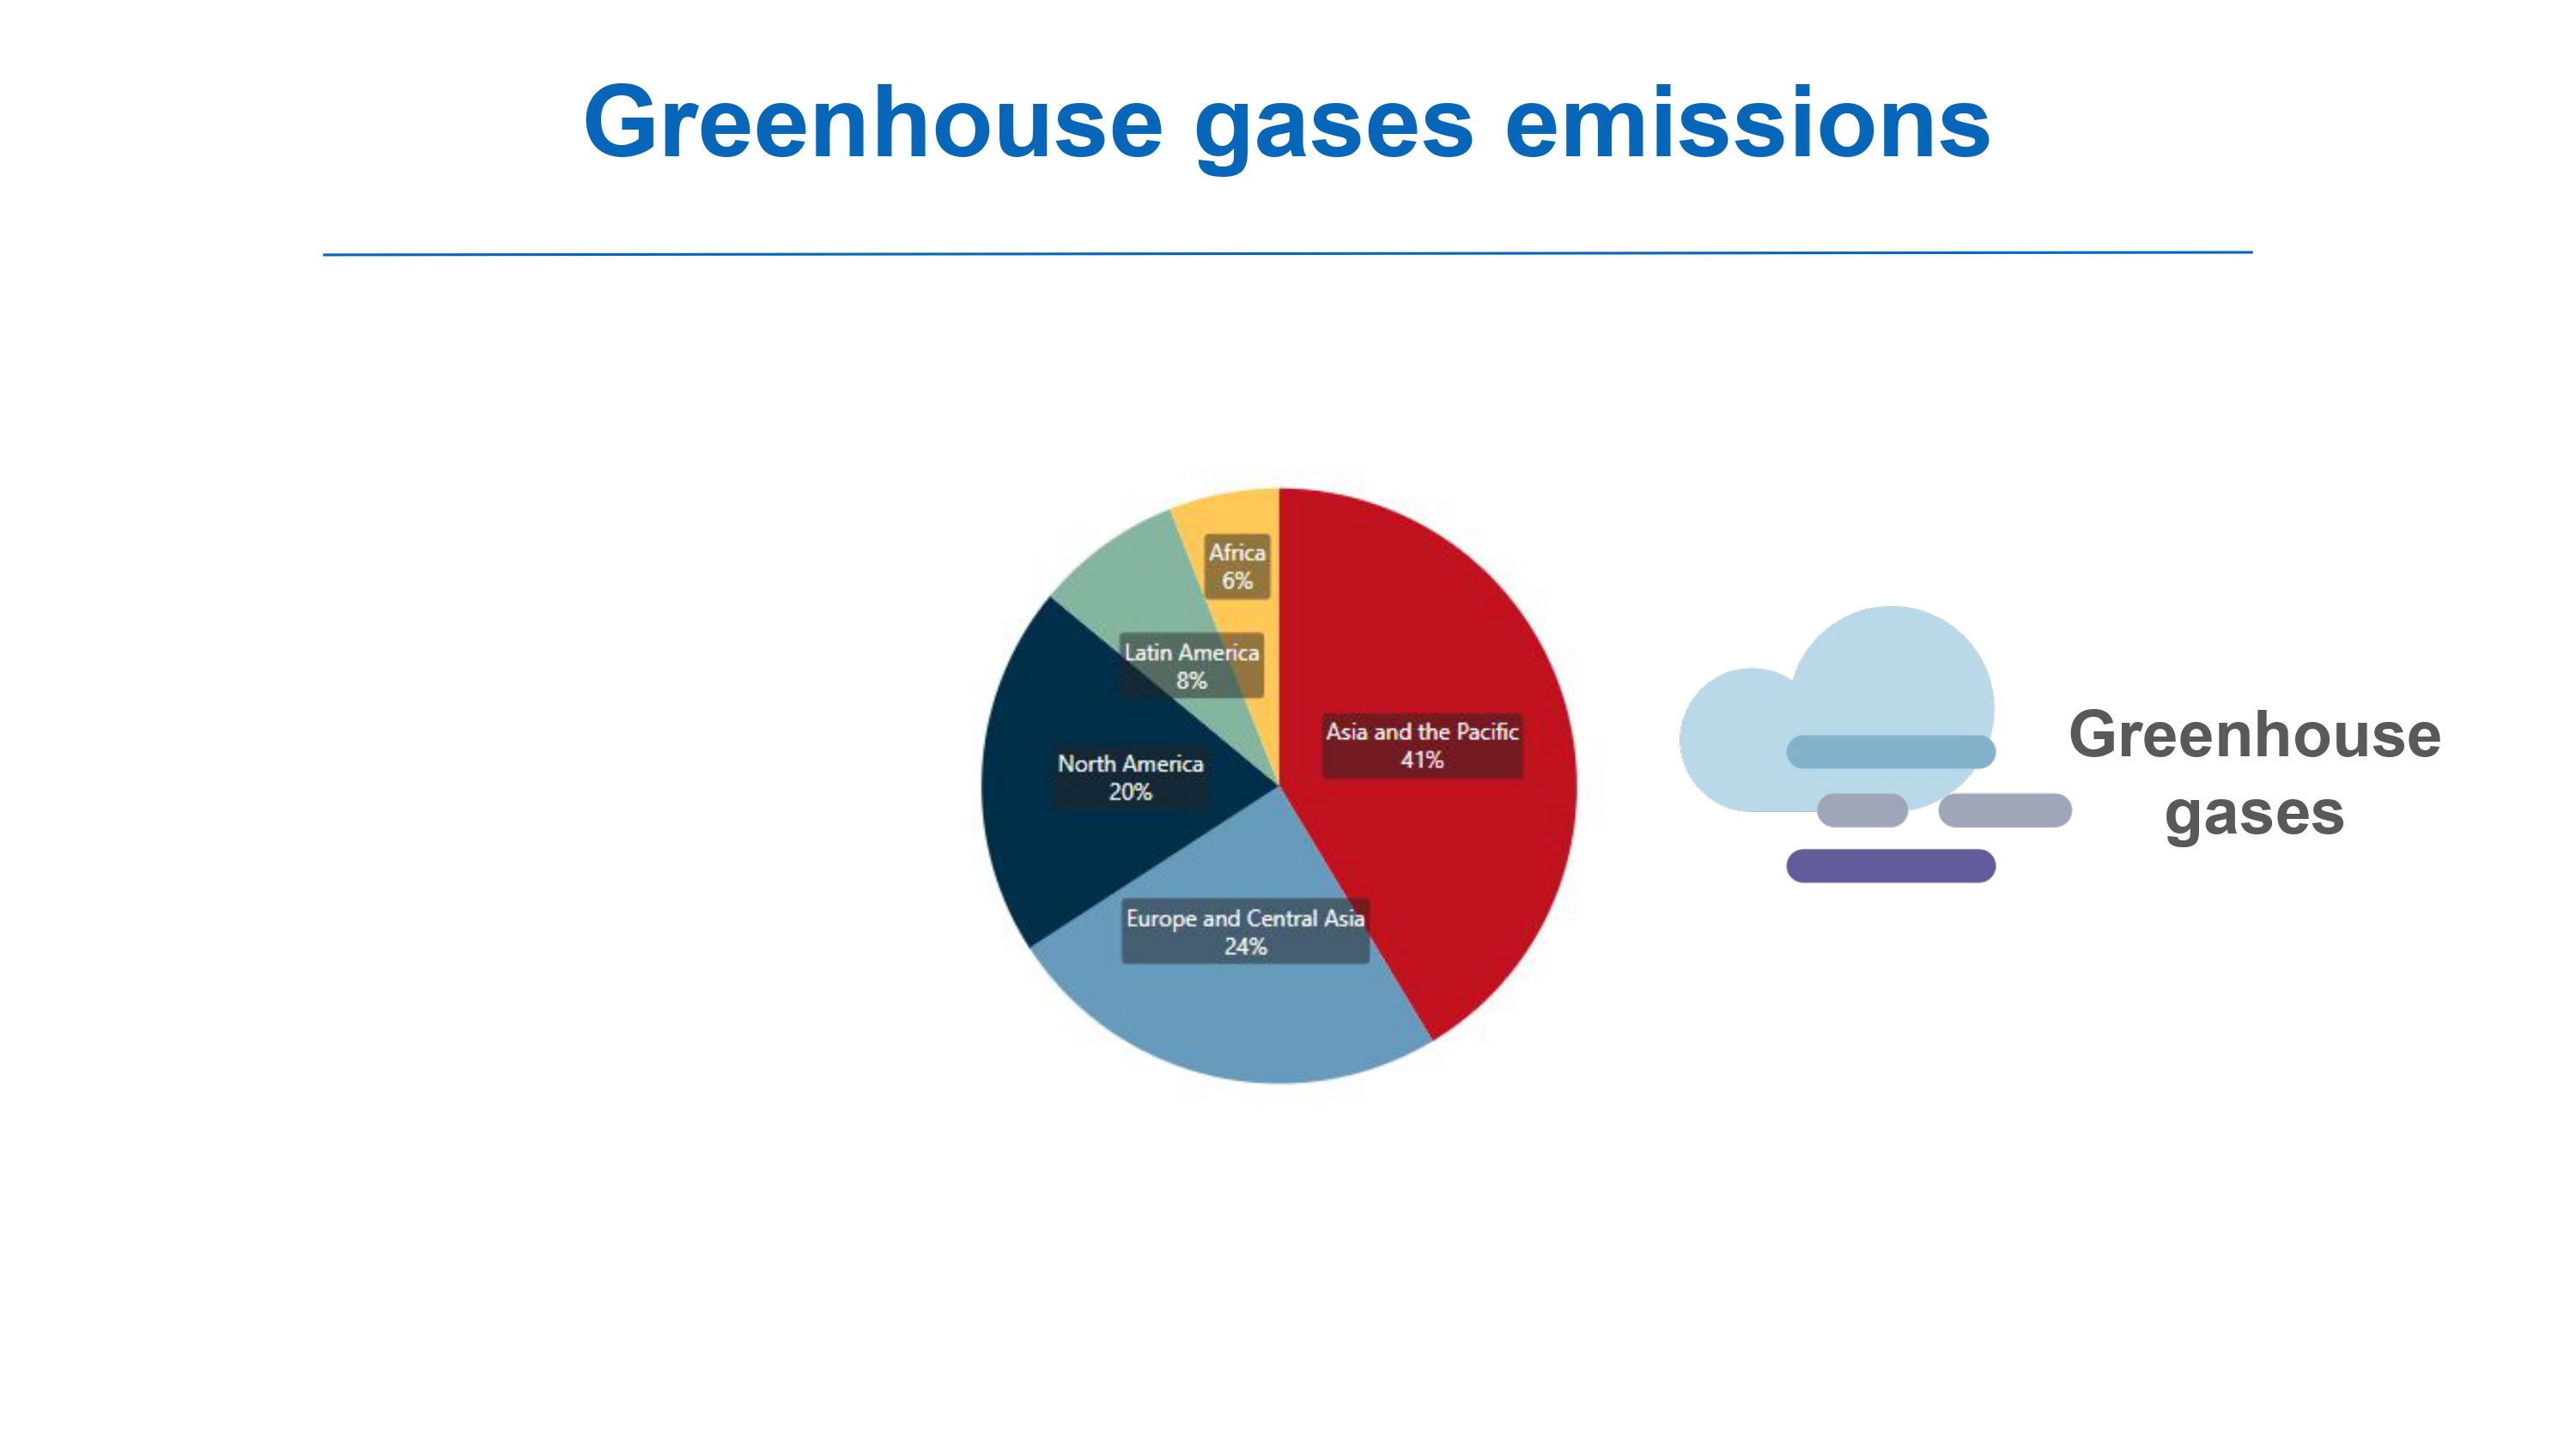 Greenhouse gases emissions
Africa
6%
Latin America
8%
Asia and the Pacific
41%
North America
20%
Europe and Central Asia
24%
Greenhouse
gases